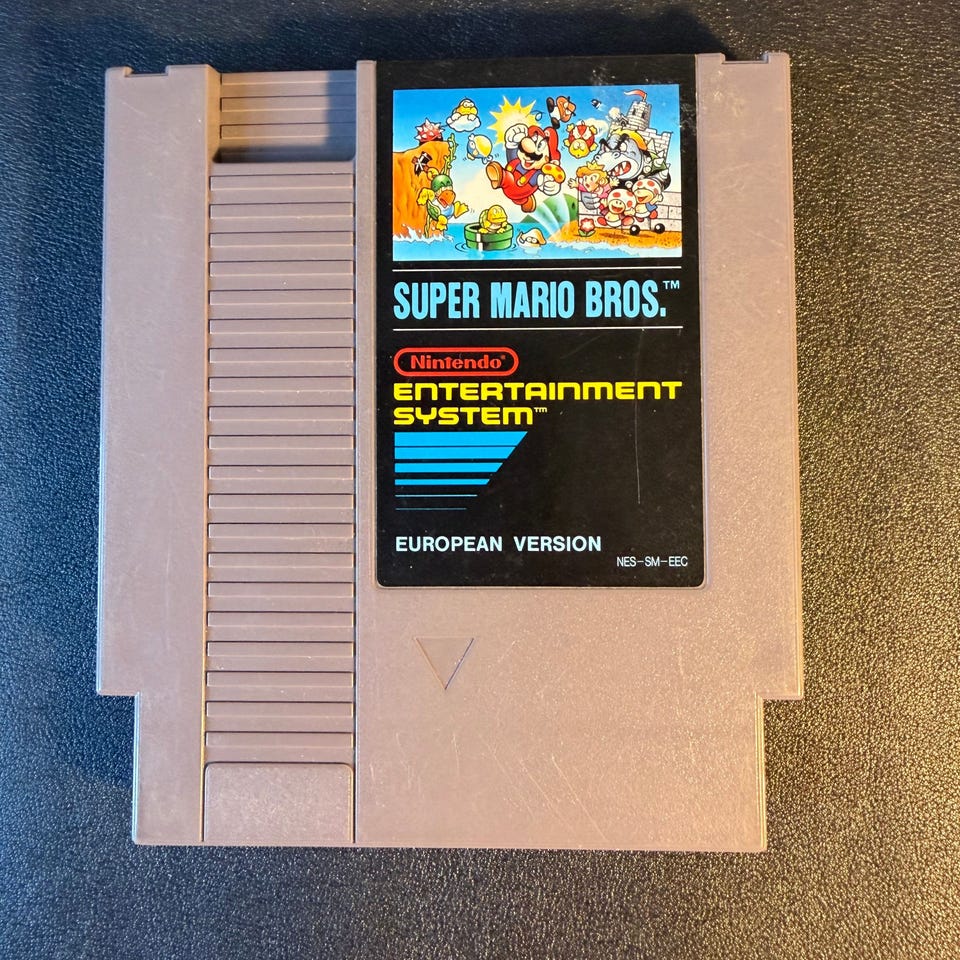 SUPER MARIO BROS.™
Nintendo®
ENTERTAINMENT
SYSTEM™
EUROPEAN VERSION
NES-SM-EEC